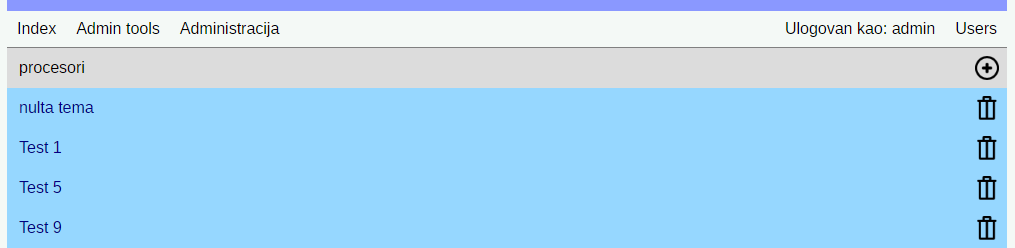 Index Admin tools Administracija Ulogovan kao: admin Users
procesori
nulta tema
Test 1
Test 5
Test 9